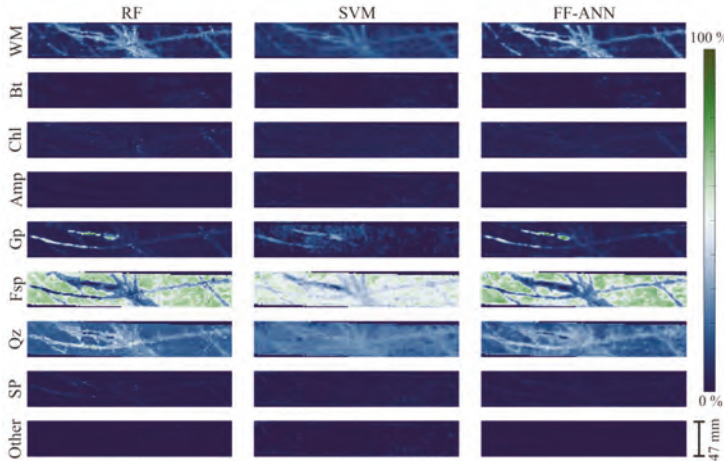 RF SVM FF-ANN
WM
Bt
Chl
Amp
Gp
Fsp
Qz
SP
Other
100 %
0 %
47 mm